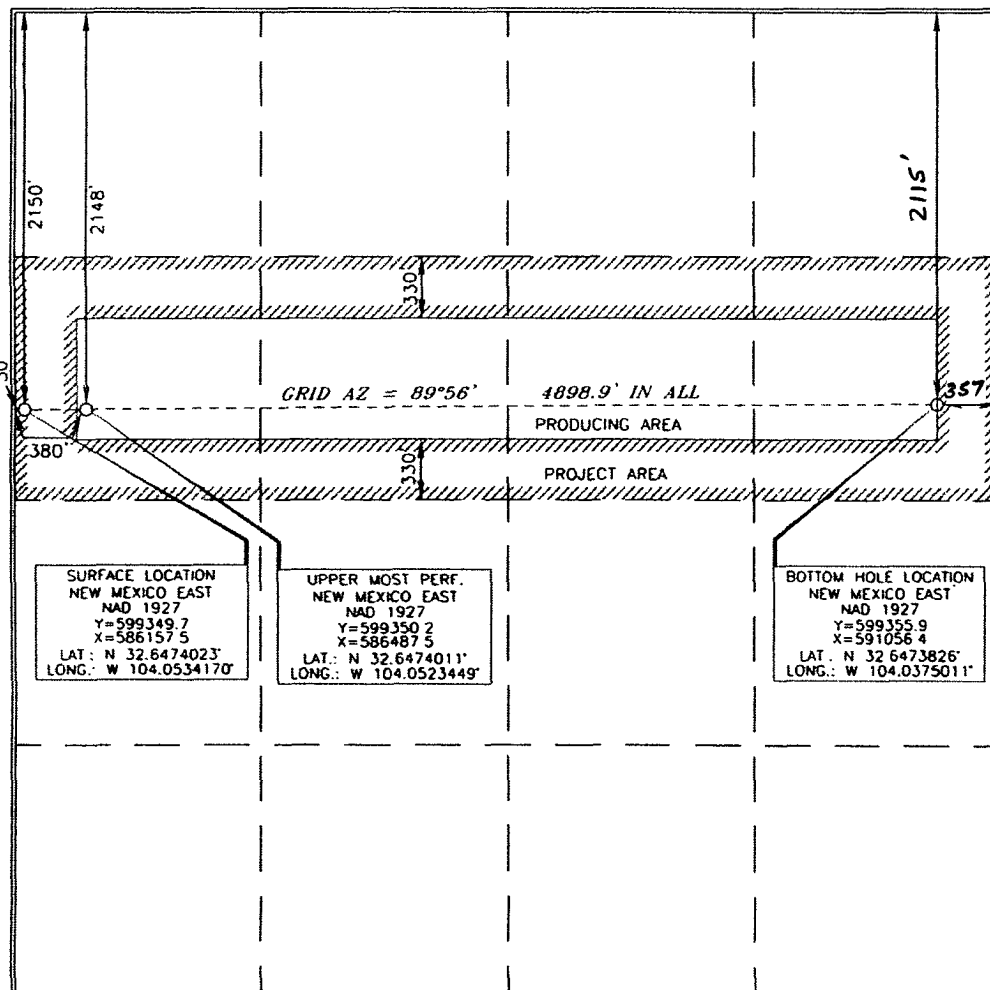 2150'
2148'
2115'
330'
GRID AZ = 89°56'
4898.9' IN ALL
357
PRODUCING AREA
380'
330'
PROJECT AREA
SURFACE LOCATION
NEW MEXICO EAST
NAD 1927
Y=599349.7
X=586157 5
LAT.: N 32.6474023°
LONG.: W 104.0534170°
UPPER MOST PERF.
NEW MEXICO EAST
NAD 1927
Y=599350 2
X=586487 5
LAT.: N 32.6474011°
LONG.: W 104.0523449°
BOTTOM HOLE LOCATION
NEW MEXICO EAST
NAD 1927
Y=599355.9
X=591056 4
LAT. N 32 6473826°
LONG.: W 104.0375011°